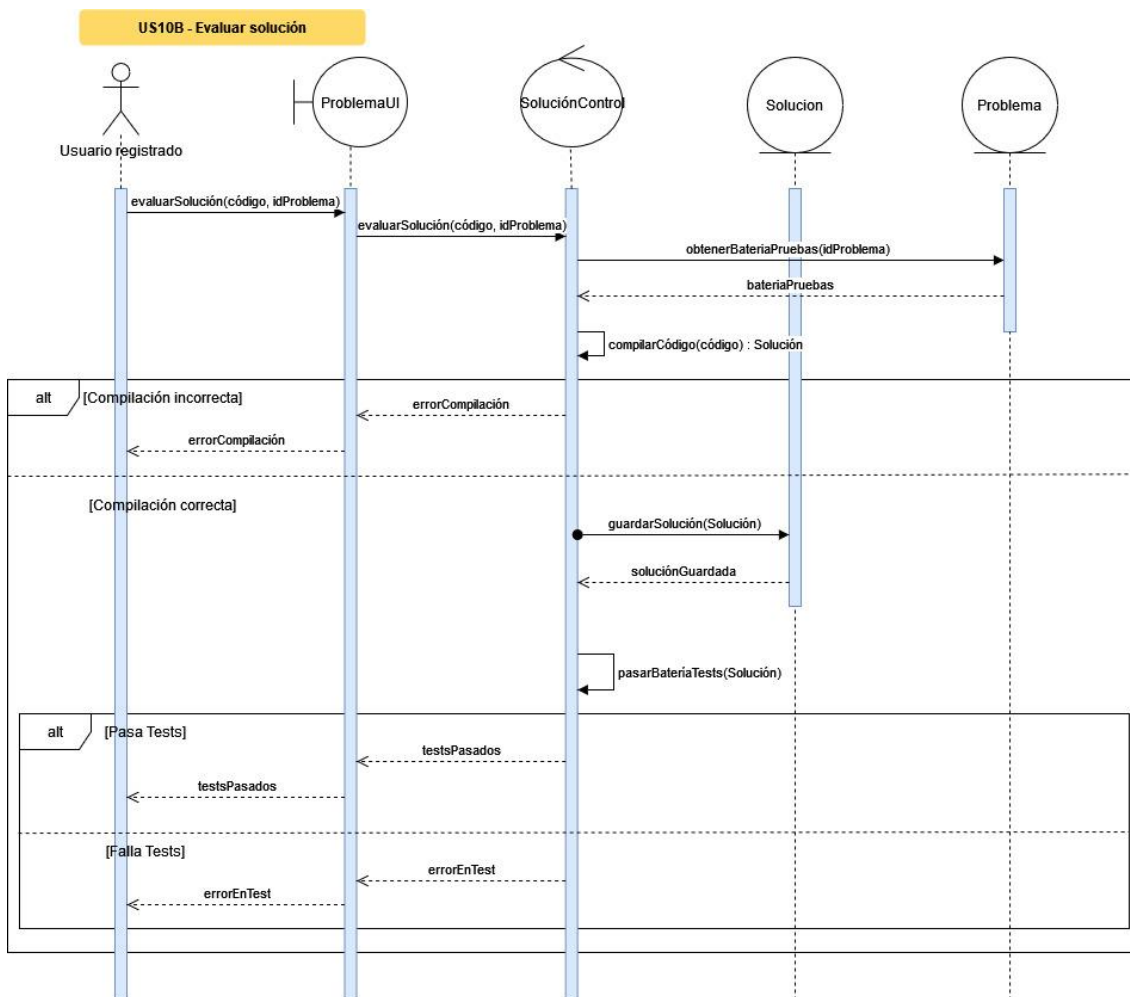 US10B - Evaluar solución
ProblemaUI
SoluciónControl
Solucion
Problema
Usuario registrado
evaluarSolución(código, idProblema)
evaluarSolución(código, idProblema)
obtenerBateriaPruebas(idProblema)
bateriaPruebas
compilarCódigo(código) : Solución
alt
[Compilación incorrecta]
errorCompilación
errorCompilación
[Compilación correcta]
guardarSolución(Solución)
soluciónGuardada
pasarBateríaTests(Solución)
alt
[Pasa Tests]
testsPasados
testsPasados
[Falla Tests]
errorEnTest
errorEnTest